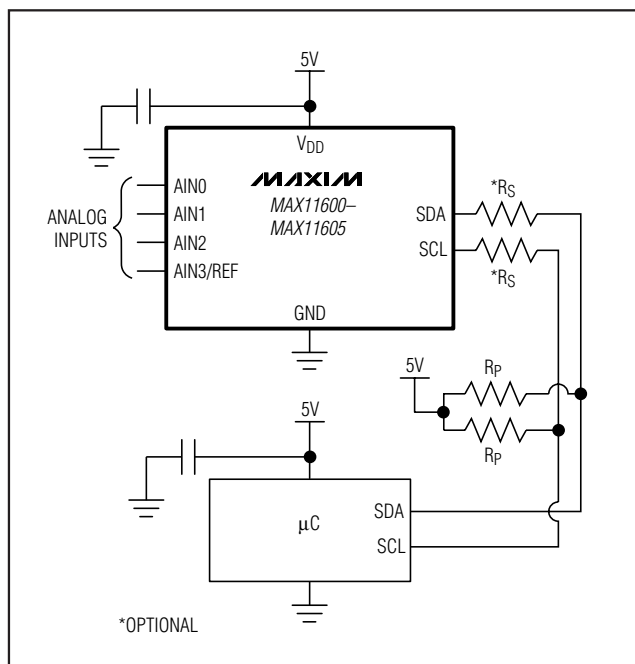 5V
VDD
MAXIM
MAX11600–
MAX11605
AIN0
AIN1
AIN2
AIN3/REF
ANALOG
INPUTS
SDA
SCL
GND
*RS
*RS
5V
RP
RP
5V
µC
SDA
SCL
*OPTIONAL